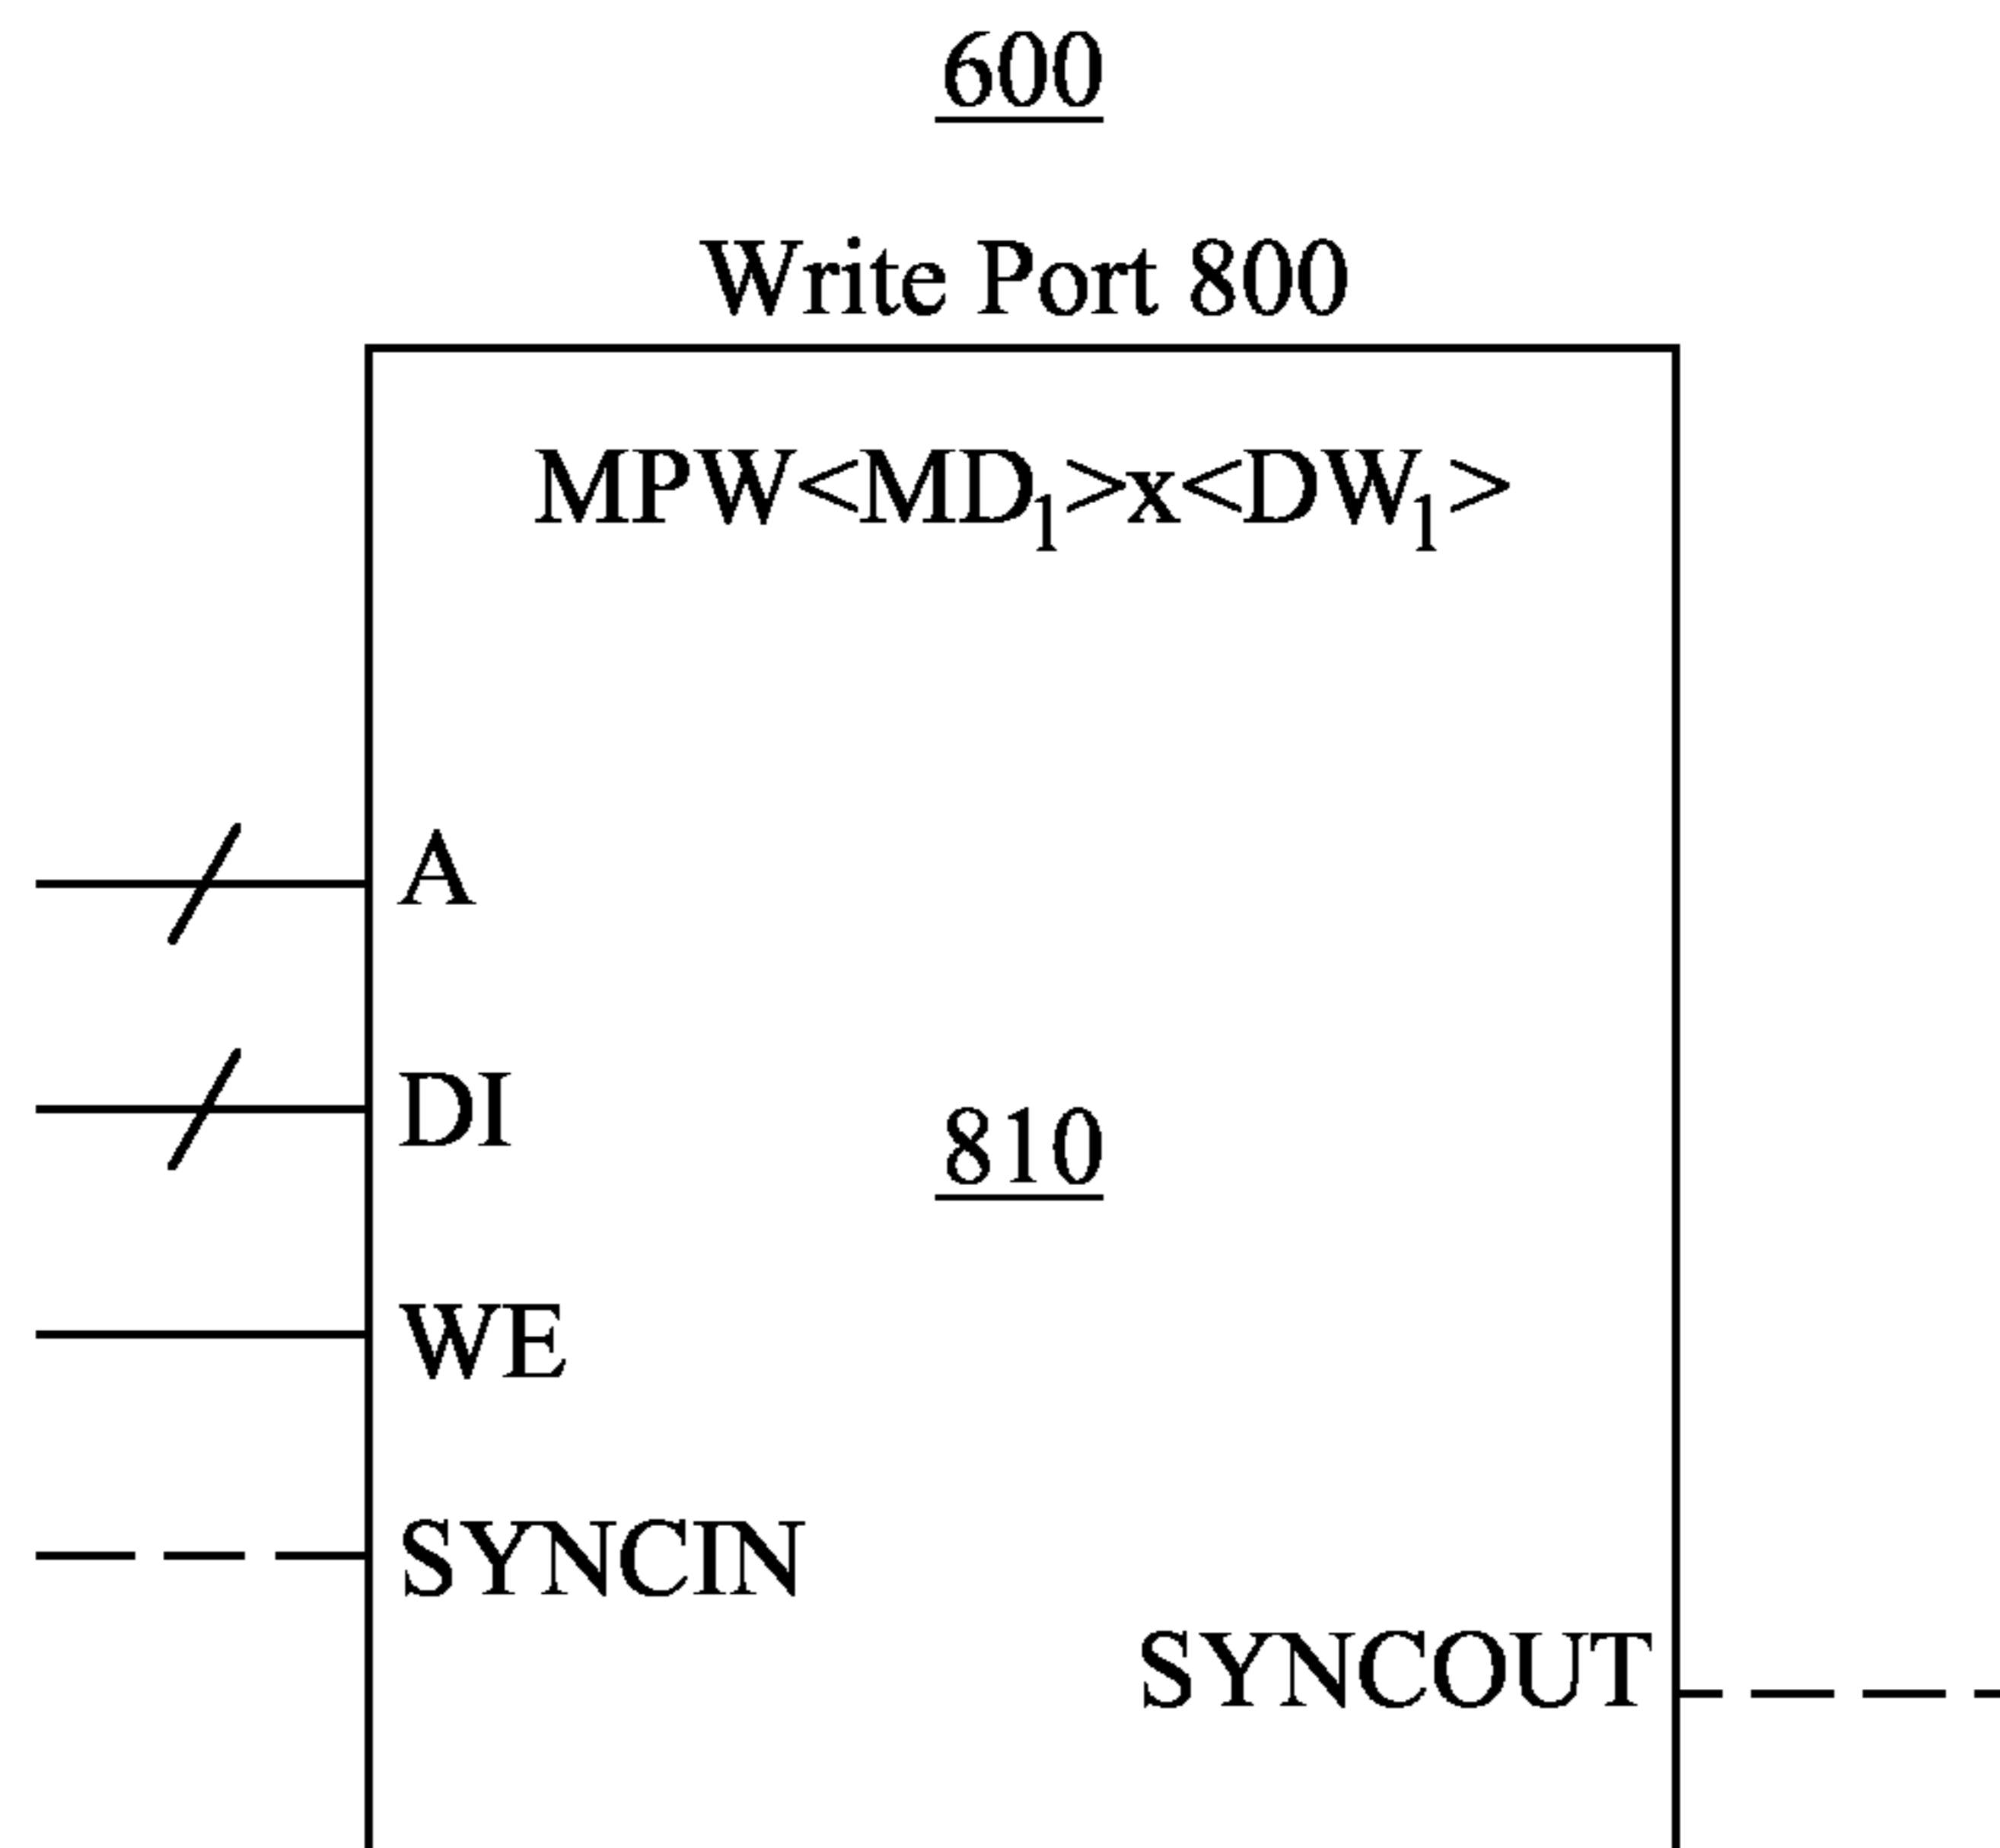 600
Write Port 800
MPW<MD₁>x<DW₁>
A
DI
810
WE
SYNCIN
SYNCOUT